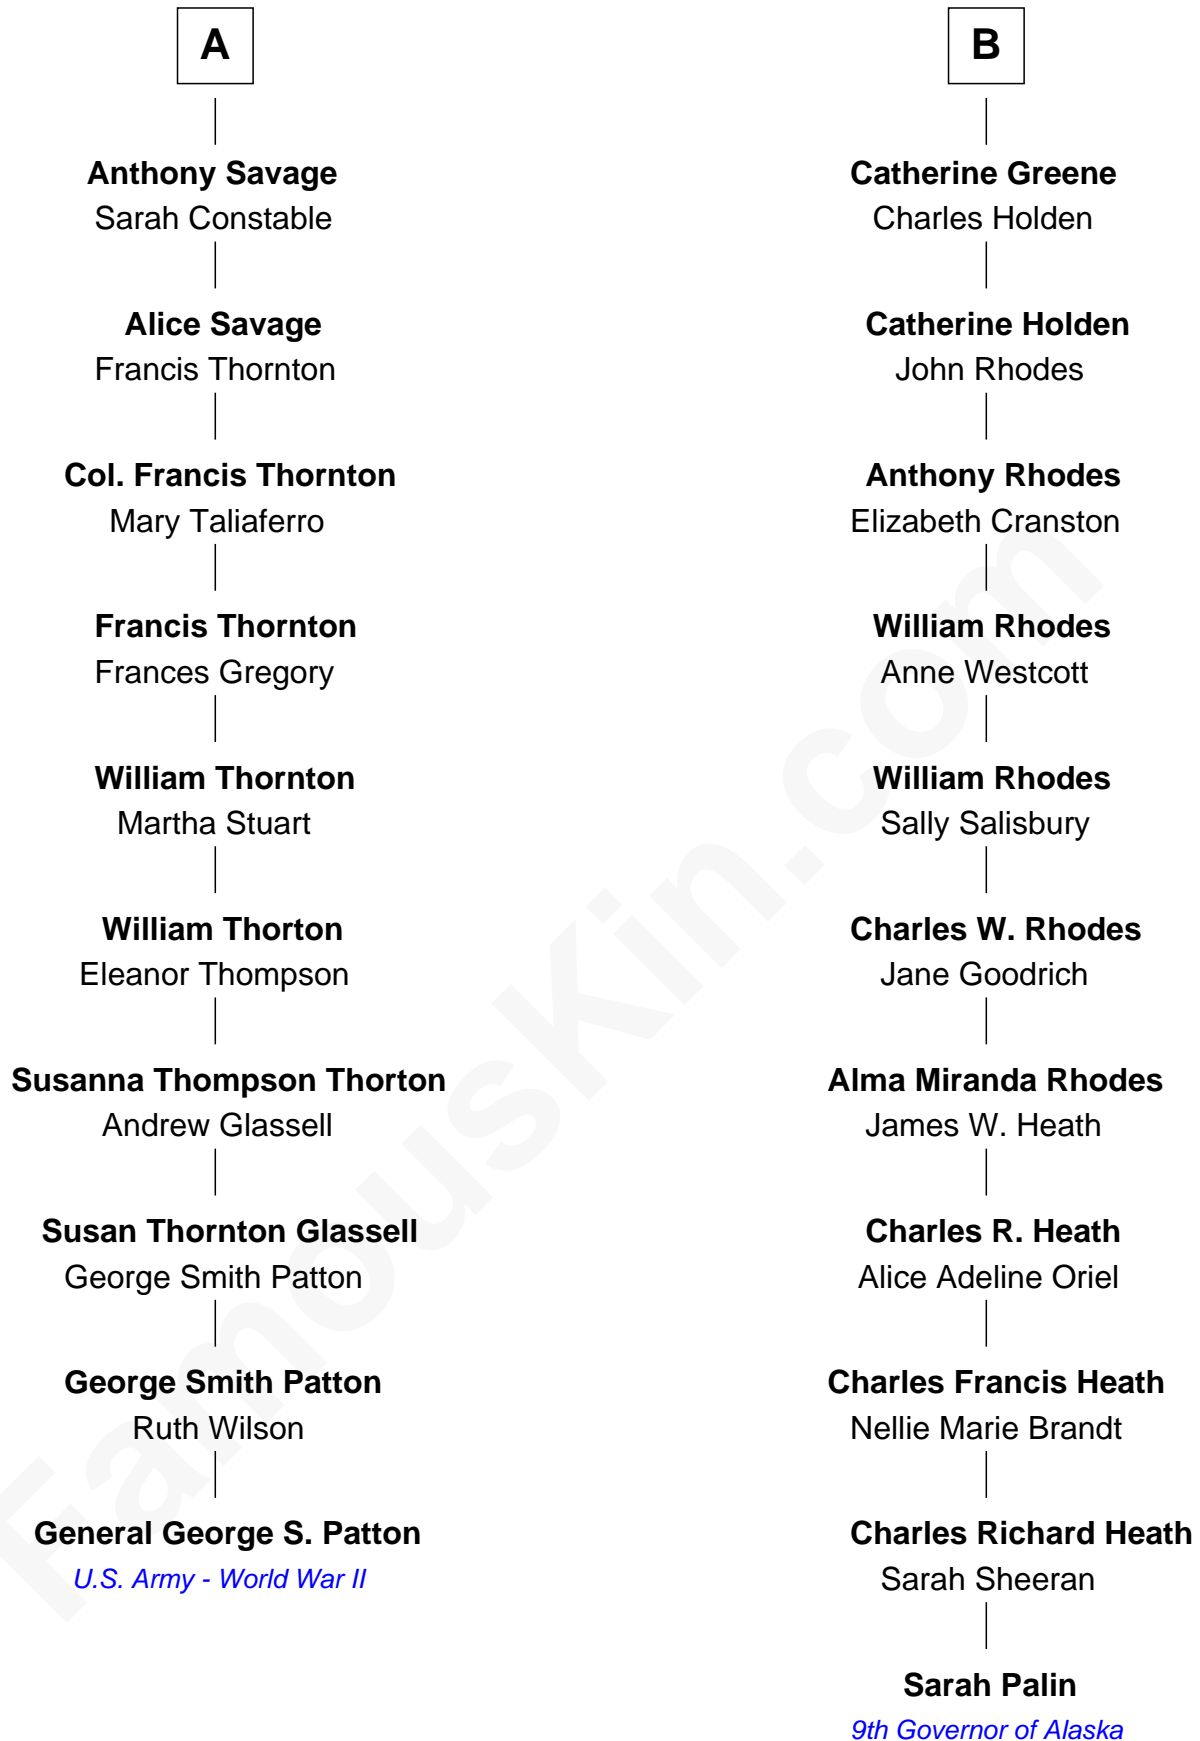 A
Anthony Savage
Sarah Constable
Alice Savage
Francis Thornton
Col. Francis Thornton
Mary Taliaferro
Francis Thornton
Frances Gregory
William Thornton
Martha Stuart
William Thorton
Eleanor Thompson
Susanna Thompson Thorton
Andrew Glassell
Susan Thornton Glassell
George Smith Patton
George Smith Patton
Ruth Wilson
General George S. Patton
U.S. Army - World War II
B
Catherine Greene
Charles Holden
Catherine Holden
John Rhodes
Anthony Rhodes
Elizabeth Cranston
William Rhodes
Anne Westcott
William Rhodes
Sally Salisbury
Charles W. Rhodes
Jane Goodrich
Alma Miranda Rhodes
James W. Heath
Charles R. Heath
Alice Adeline Oriel
Charles Francis Heath
Nellie Marie Brandt
Charles Richard Heath
Sarah Sheeran
Sarah Palin
9th Governor of Alaska
FamousKin.com